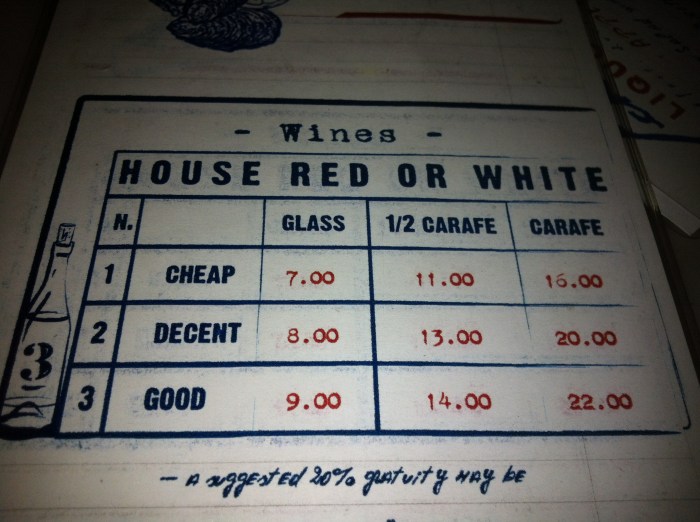 - Wines -
HOUSE RED OR WHITE
N. GLASS 1/2 CARAFE CARAFE
1 CHEAP 7.00 11.00 16.00
2 DECENT 8.00 13.00 20.00
3 GOOD 9.00 14.00 22.00
3
- A suggested 20% gratuity may be
LIQU